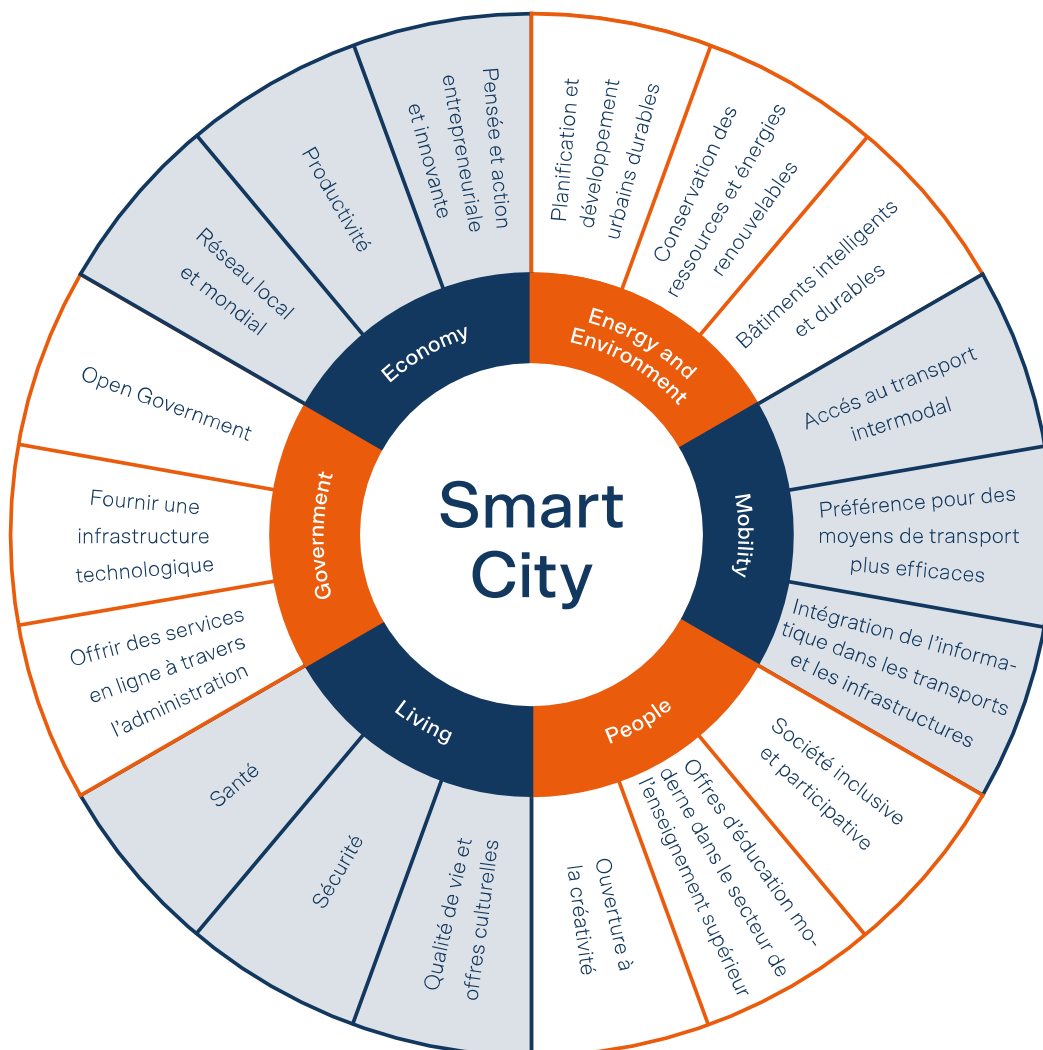 Smart
City
Energy and
Environment
Planification et
développement
urbains durables
Conservation des
ressources et énergies
renouvelables
Bâtiments intelligents
et durables
Mobility
Accés au transport
intermodal
Préférence pour des
moyens de transport
plus efficaces
Intégration de l’informa-
tique dans les transports
et les infrastructures
People
Société inclusive
et participative
Offres d’éducation mo-
derne dans le secteur de
l’enseignement supérieur
Ouverture à
la créativité
Living
Qualité de vie et
offres culturelles
Sécurité
Santé
Government
Offrir des services
en ligne à travers
l’administration
Fournir une
infrastructure
technologique
Open Government
Economy
Réseau local
et mondial
Productivité
Pensée et action
entrepreneuriale
et innovante